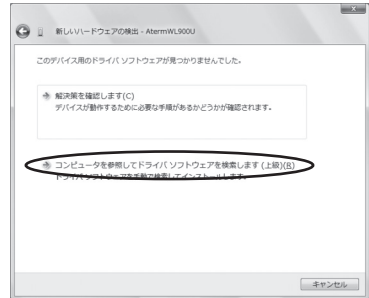 新しいハードウェアの検出 - AtermWL900U
このデバイス用のドライバ ソフトウェアが見つかりませんでした。
解決策を確認します(C)
デバイスが動作するために必要な手順があるかどうかが確認されます。
コンピュータを参照してドライバ ソフトウェアを検索します (上級)(R)
ドライバ ソフトウェアを手動で検索してインストールします。
キャンセル